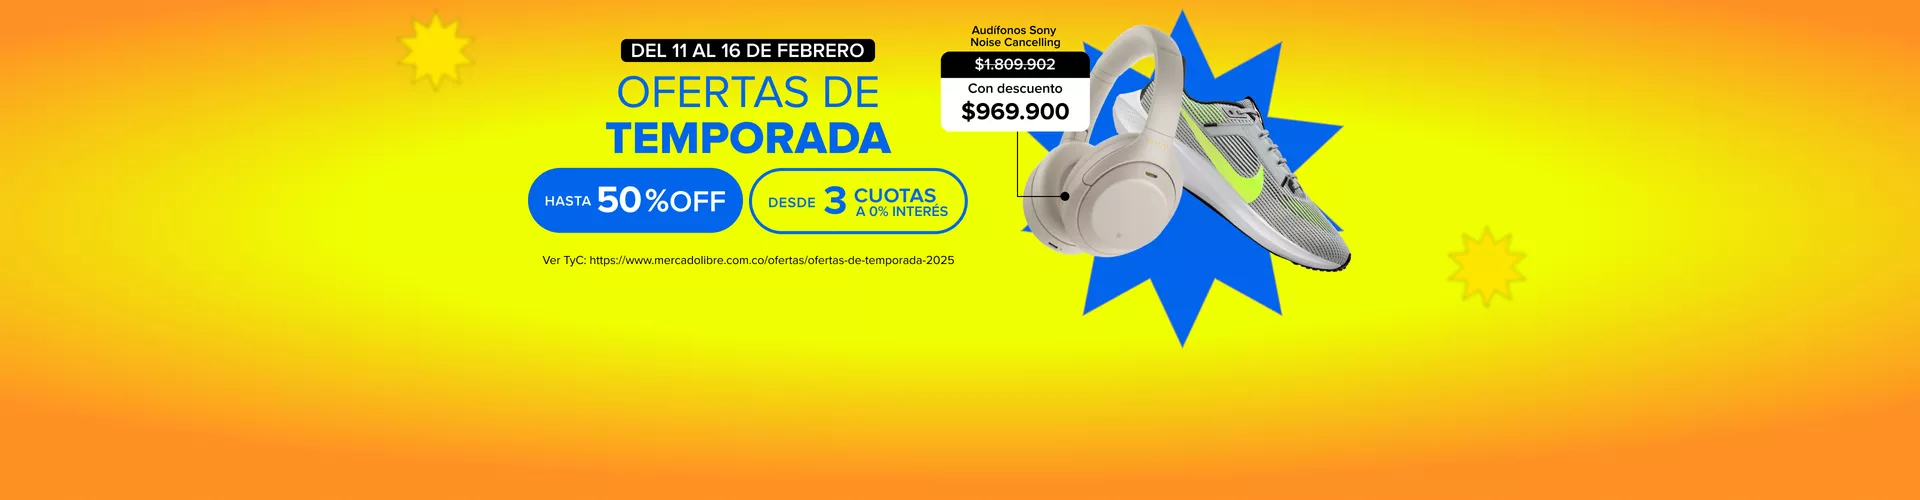 DEL 11 AL 16 DE FEBRERO
OFERTAS DE
TEMPORADA
HASTA 50%OFF
DESDE 3 CUOTAS
A 0% INTERÉS
Ver TyC: https://www.mercadolibre.com.co/ofertas/ofertas-de-temporada-2025
Audífonos Sony
Noise Cancelling
$1.809.902
Con descuento
$969.900